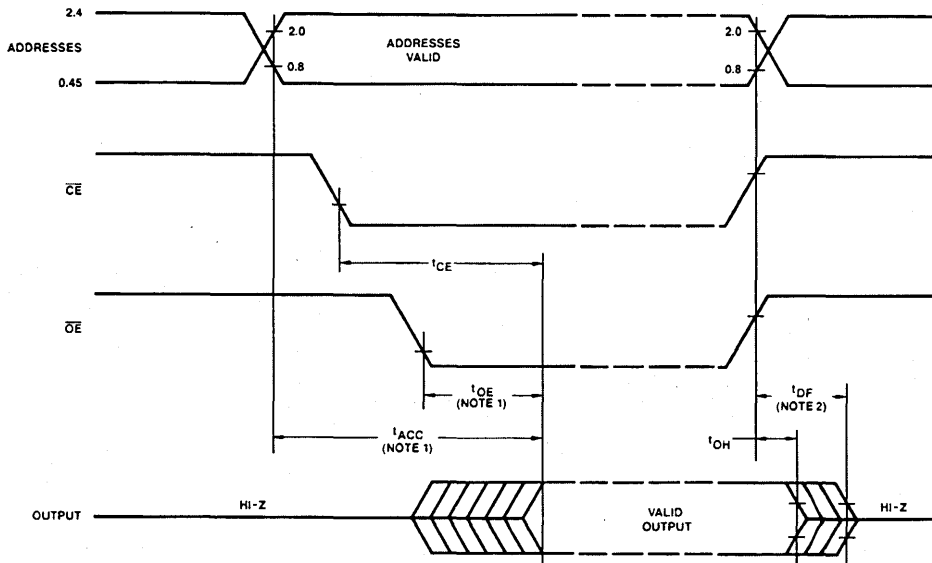 2.4
ADDRESSES
0.45
2.0
0.8
ADDRESSES
VALID
2.0
0.8
CE
tCE
OE
tOE
(NOTE 1)
tDF
(NOTE 2)
tACC
(NOTE 1)
tOH
OUTPUT
HI-Z
VALID
OUTPUT
HI-Z